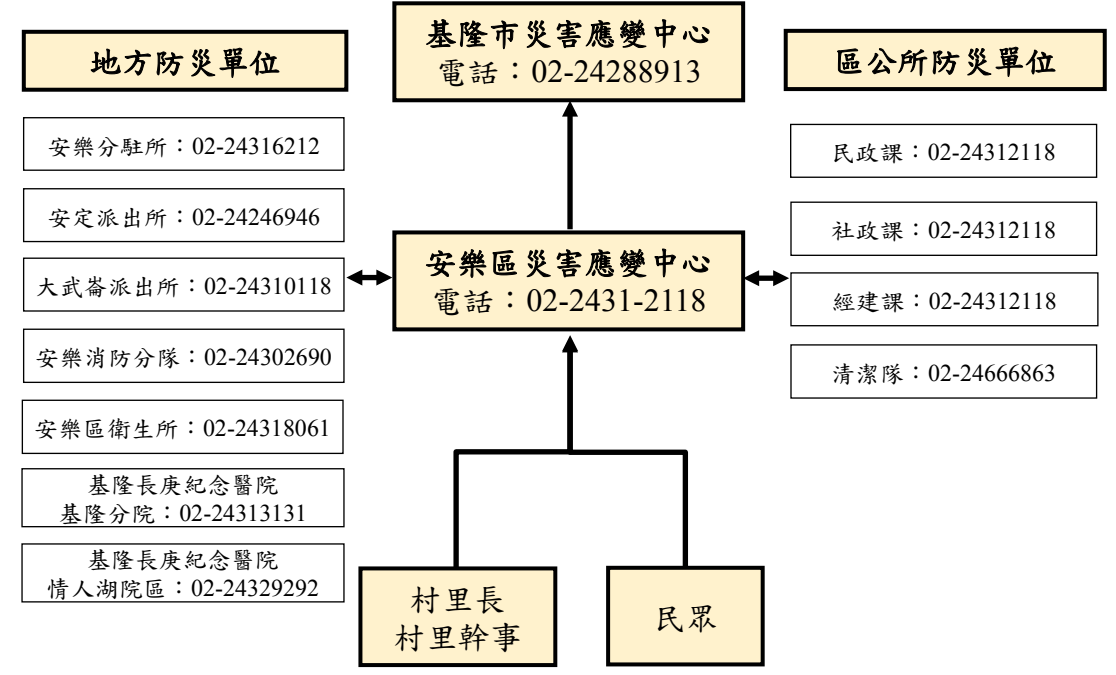 基隆市災害應變中心
電話：02-24288913
地方防災單位
安樂分駐所：02-24316212
安定派出所：02-24246946
大武崙派出所：02-24310118
安樂消防分隊：02-24302690
安樂區衛生所：02-24318061
基隆長庚紀念醫院
基隆分院：02-24313131
基隆長庚紀念醫院
情人湖院區：02-24329292
安樂區災害應變中心
電話：02-2431-2118
村里長
村里幹事
民眾
區公所防災單位
民政課：02-24312118
社政課：02-24312118
經建課：02-24312118
清潔隊：02-24666863